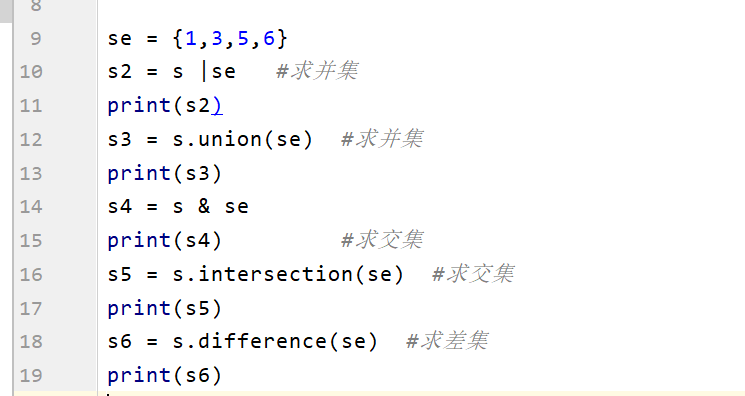 8
9 se = {1,3,5,6}
10 s2 = s |se #求并集
11 print(s2)
12 s3 = s.union(se) #求并集
13 print(s3)
14 s4 = s & se
15 print(s4) #求交集
16 s5 = s.intersection(se) #求交集
17 print(s5)
18 s6 = s.difference(se) #求差集
19 print(s6)